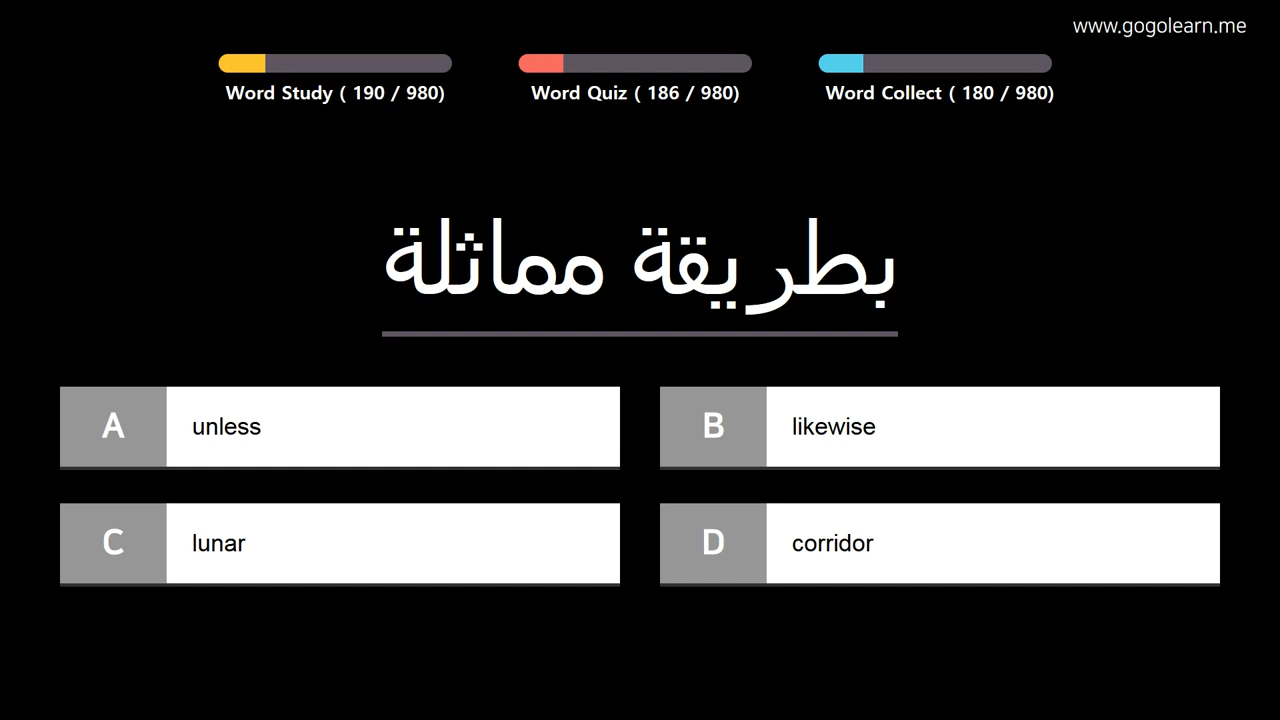 www.gogolearn.me
Word Study ( 190 / 980)
Word Quiz ( 186 / 980)
Word Collect ( 180 / 980)
بطريقة مماثلة
A unless
B likewise
C lunar
D corridor